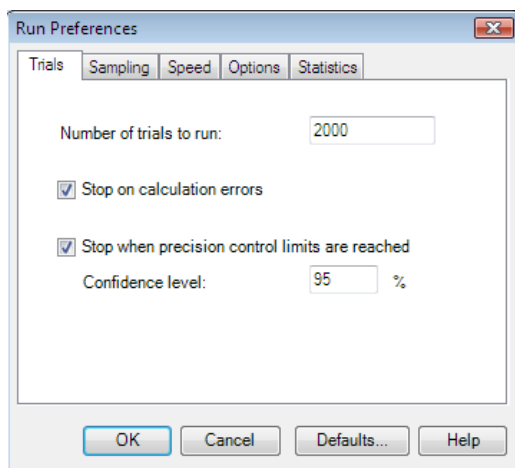 Run Preferences
Trials Sampling Speed Options Statistics
Number of trials to run: 2000
Stop on calculation errors
Stop when precision control limits are reached
Confidence level: 95 %
OK Cancel Defaults... Help